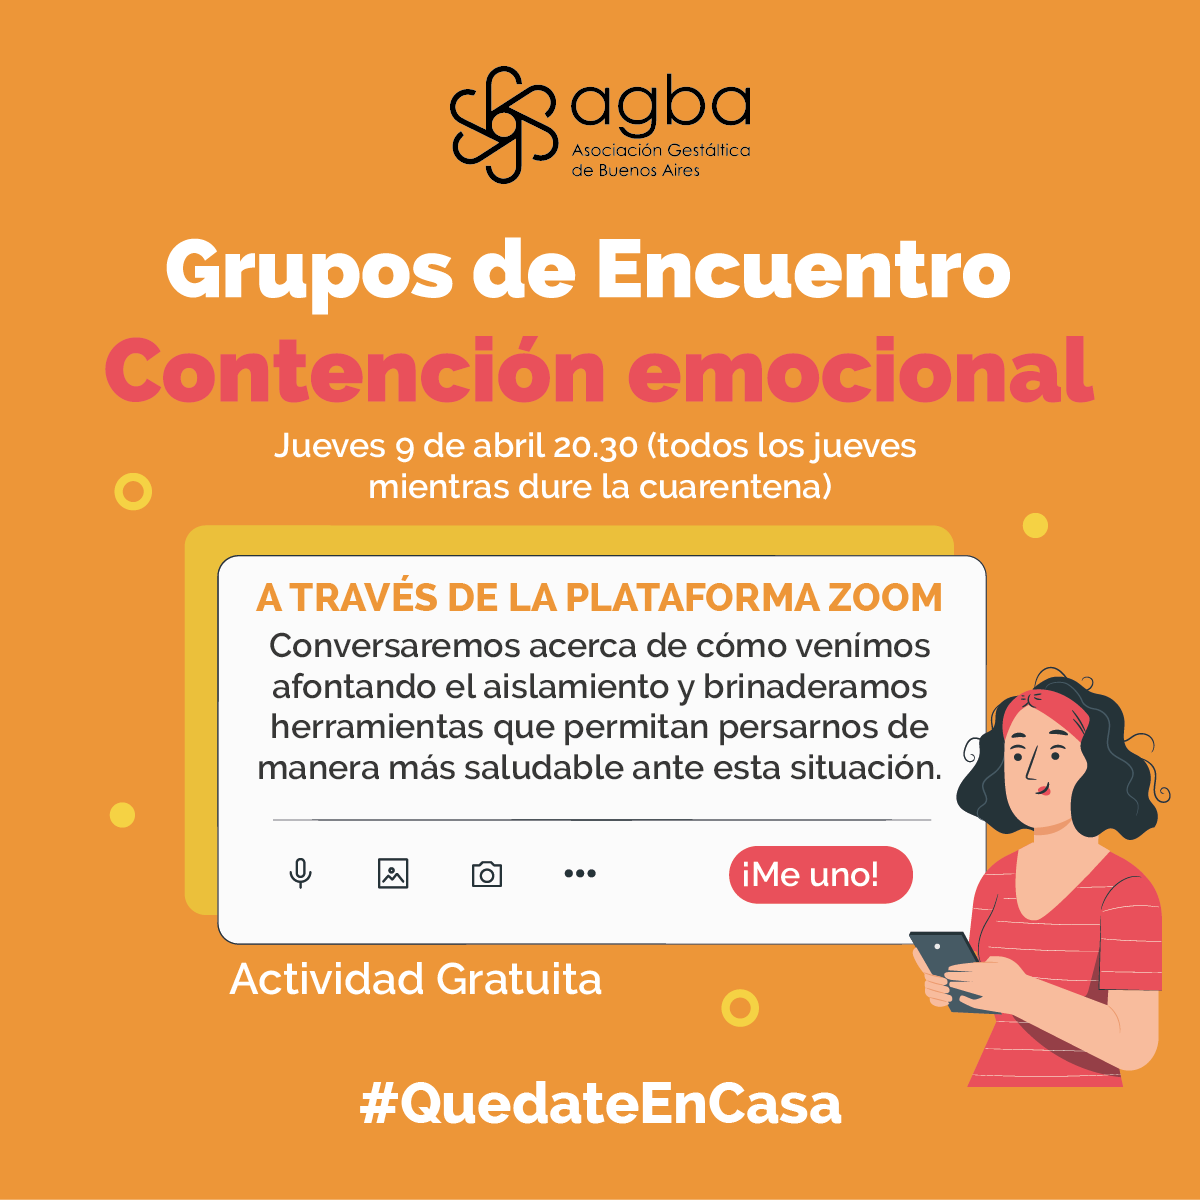 agba
Asociación Gestáltica
de Buenos Aires
Grupos de Encuentro
Contención emocional
Jueves 9 de abril 20.30 (todos los jueves
mientras dure la cuarentena)
A TRAVÉS DE LA PLATAFORMA ZOOM
Conversaremos acerca de cómo venímos
afontando el aislamiento y brinaderamos
herramientas que permitan persarnos de
manera más saludable ante esta situación.
¡Me uno!
Actividad Gratuita
#QuedateEnCasa